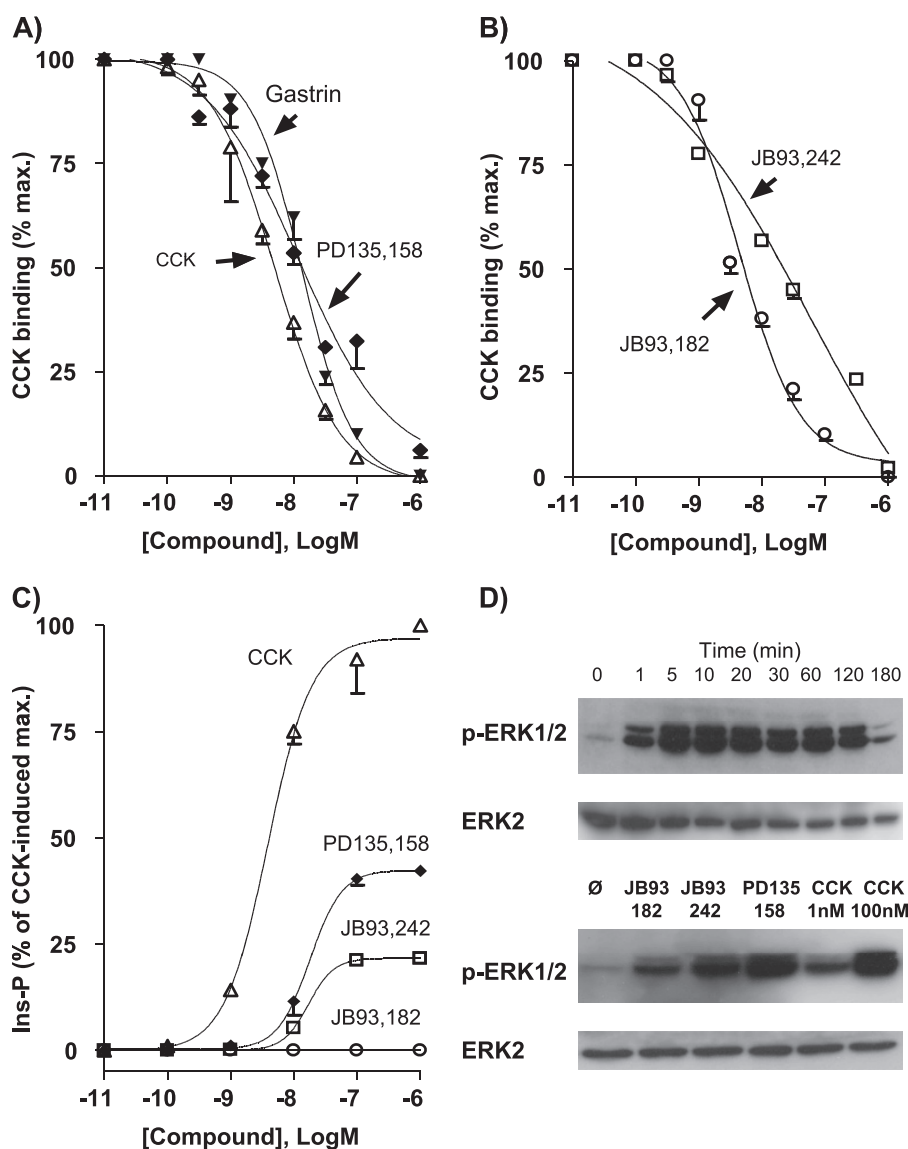 A)
CCK binding (% max.)
100
75
50
25
0
Gastrin
CCK
PD135,158
-11 -10 -9 -8 -7 -6
[Compound], LogM
B)
CCK binding (% max.)
100
75
50
25
0
JB93,242
JB93,182
-11 -10 -9 -8 -7 -6
[Compound], LogM
C)
Ins-P (% of CCK-induced max.)
100
75
50
25
0
CCK
PD135,158
JB93,242
JB93,182
-11 -10 -9 -8 -7 -6
[Compound], LogM
D)
Time (min)
0 1 5 10 20 30 60 120 180
p-ERK1/2
ERK2
Ø JB93 JB93 PD135 CCK CCK
182 242 158 1nM 100nM
p-ERK1/2
ERK2